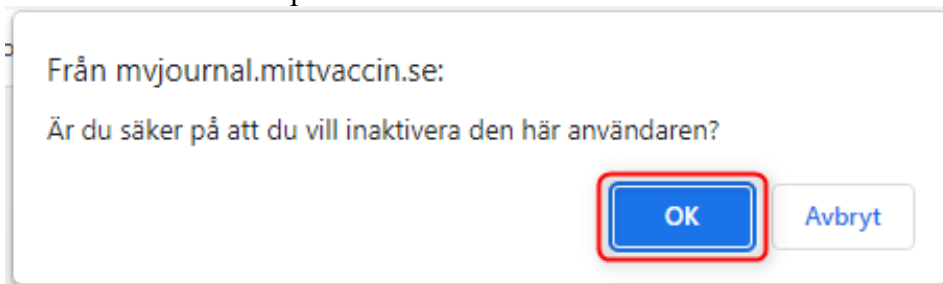 Från mvjournal.mittvaccin.se:
Är du säker på att du vill inaktivera den här användaren?
OK Avbryt